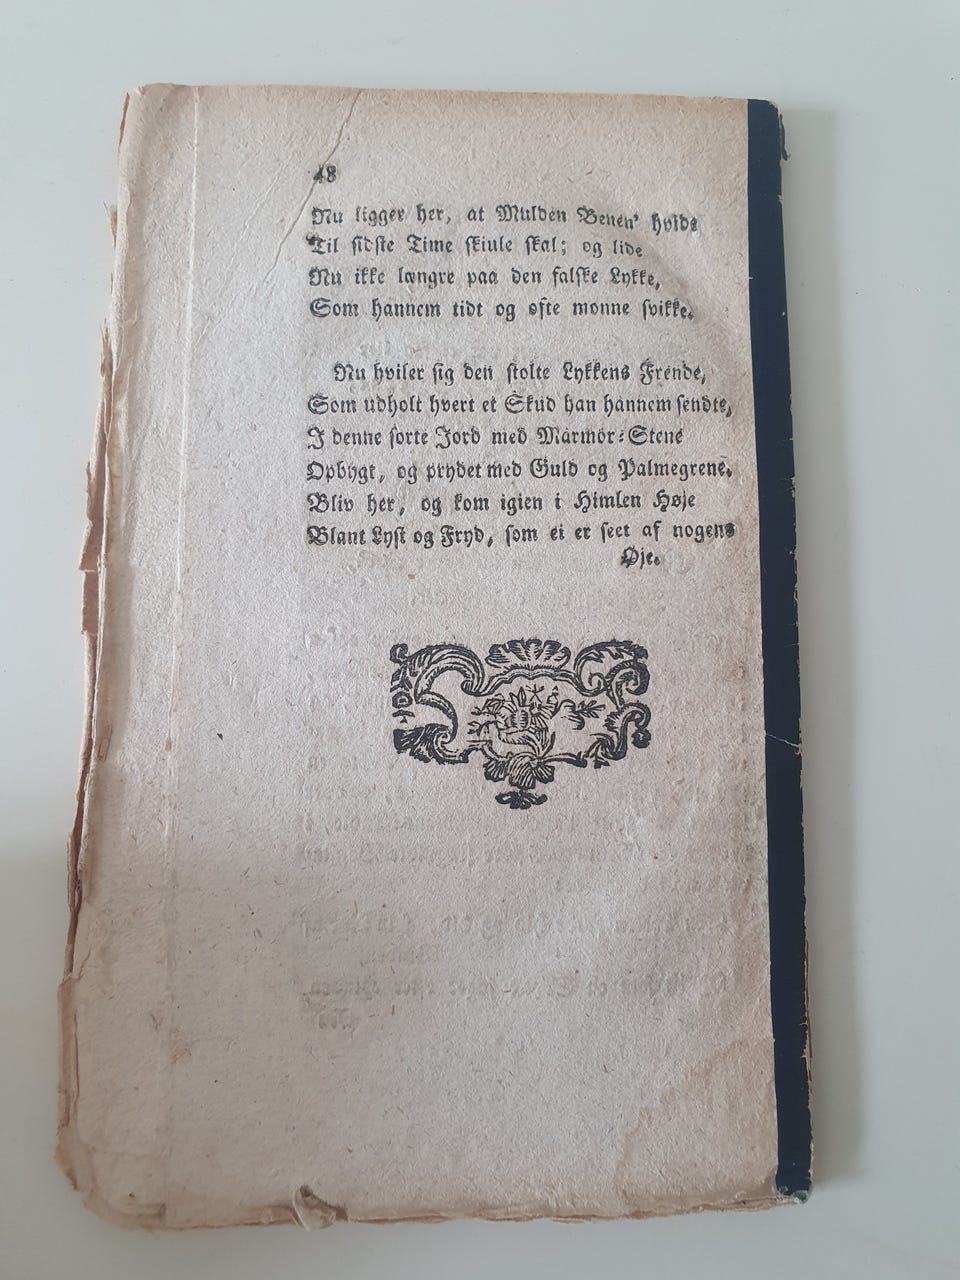 48
Nu ligger her, at Mulden Benen' hvide
Til sidste Time skiule skal; og lide
Nu ikke længre paa den falske Lykke,
Som hannem tidt og ofte monne svikke.
Nu hviler sig den stolte Lykkens Frende,
Som udholt hvert et Skud han hannem sendte,
I denne sorte Jord med Marmor-Stene
Opbygt, og prydet med Guld og Palmegrene.
Bliv her, og kom igien i Himlen Høje
Blant Lyst og Fryd, som ei er seet af nogens
Øje.